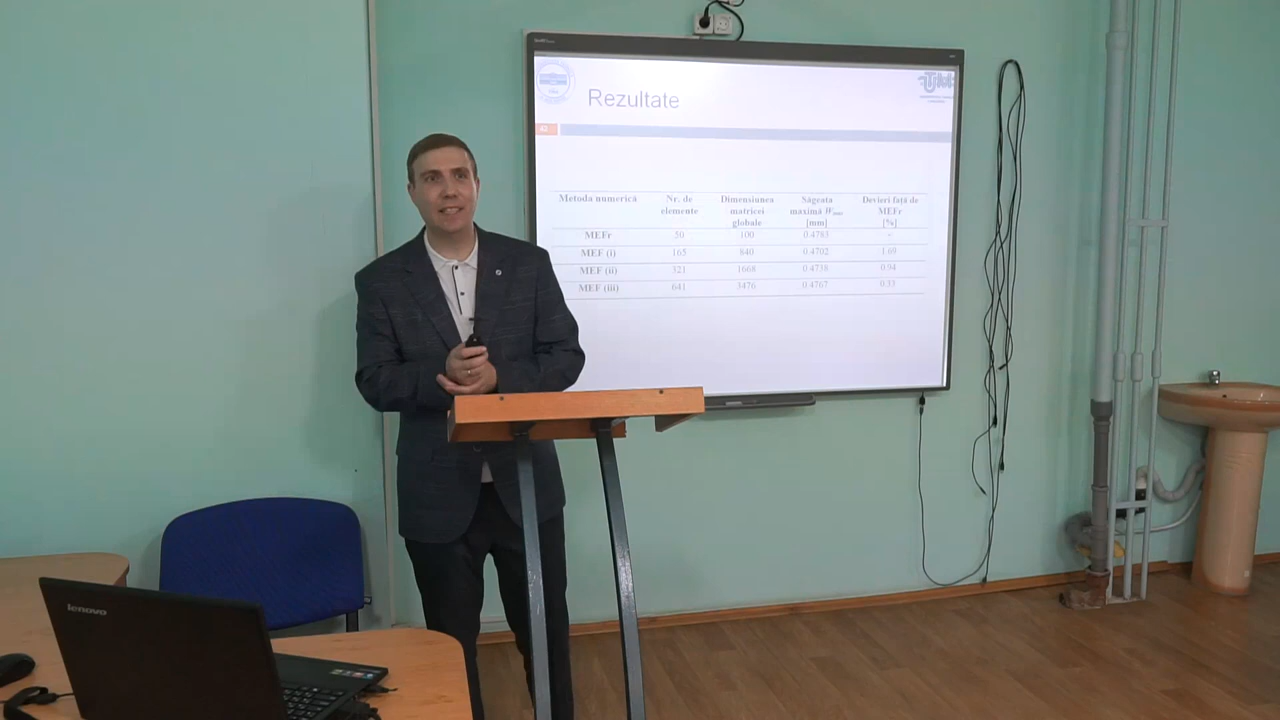 Rezultate
42
Metoda numerică Nr. de elemente Dimensiunea matricei globale Săgeata maximă Wmax [mm] Devieri față de MEFr [%]
MEFr 50 100 0.4783 -
MEF (i) 165 840 0.4702 1.69
MEF (ii) 321 1668 0.4738 0.94
MEF (iii) 641 3476 0.4767 0.33
lenovo